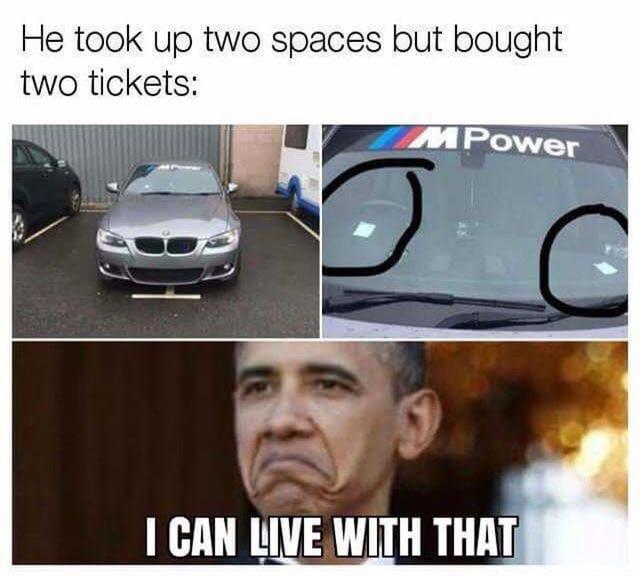 He took up two spaces but bought
two tickets:
M Power
I CAN LIVE WITH THAT